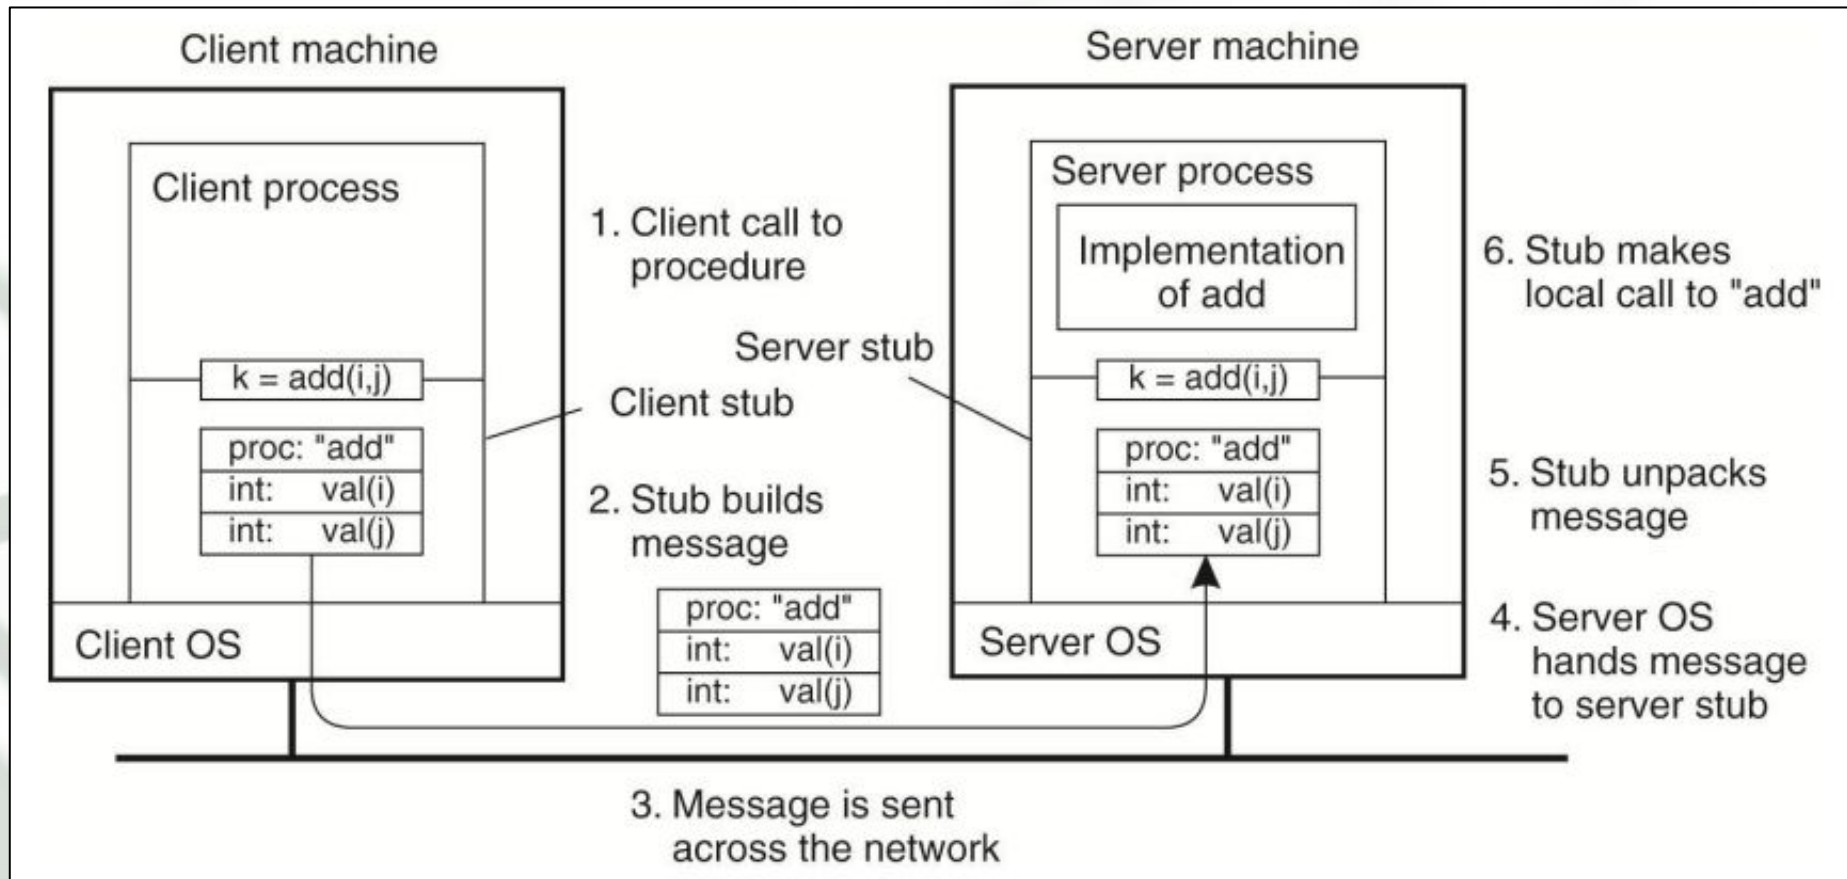 Client machine
Client process
k = add(i,j)
proc: "add"
int: val(i)
int: val(j)
Client OS
1. Client call to
procedure
Client stub
2. Stub builds
message
proc: "add"
int: val(i)
int: val(j)
3. Message is sent
across the network
Server machine
Server process
Implementation
of add
Server stub
k = add(i,j)
proc: "add"
int: val(i)
int: val(j)
Server OS
6. Stub makes
local call to "add"
5. Stub unpacks
message
4. Server OS
hands message
to server stub